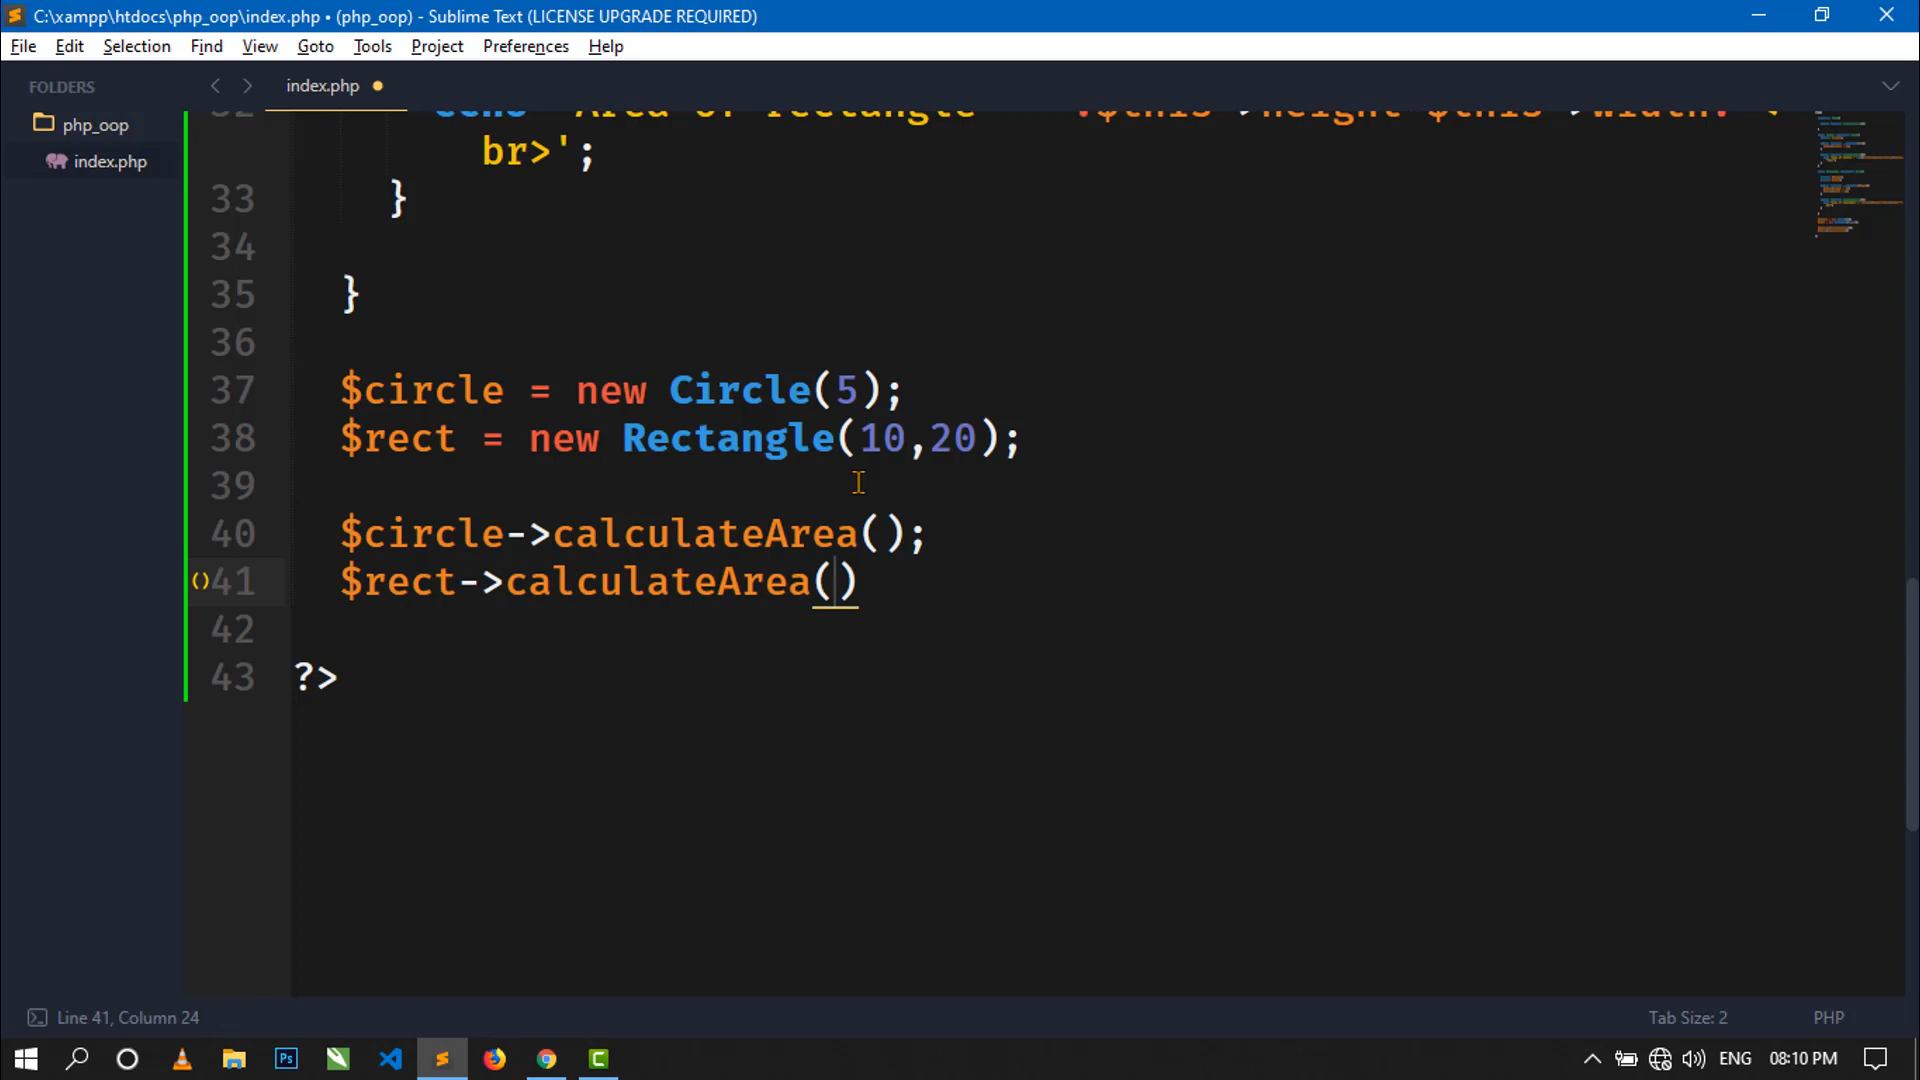 C:\xampp\htdocs\php_oop\index.php • (php_oop) - Sublime Text (LICENSE UPGRADE REQUIRED)
File Edit Selection Find View Goto Tools Project Preferences Help
FOLDERS
index.php
php_oop
index.php
32 echo 'Area of rectangle .$this->height*$this->width. <
br>';
33 }
34
35 }
36
37 $circle = new Circle(5);
38 $rect = new Rectangle(10,20);
39
40 $circle->calculateArea();
41 $rect->calculateArea()
42
43 ?>
Line 41, Column 24
Tab Size: 2
PHP
ENG
08:10 PM